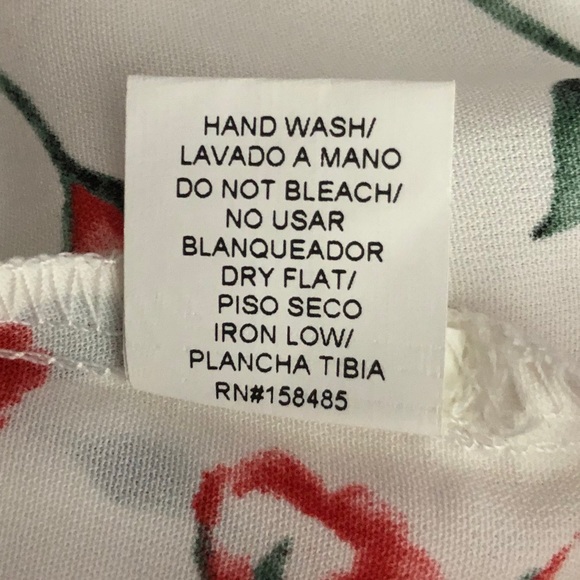 HAND WASH/
LAVADO A MANO
DO NOT BLEACH/
NO USAR
BLANQUEADOR
DRY FLAT/
PISO SECO
IRON LOW/
PLANCHA TIBIA
RN#158485